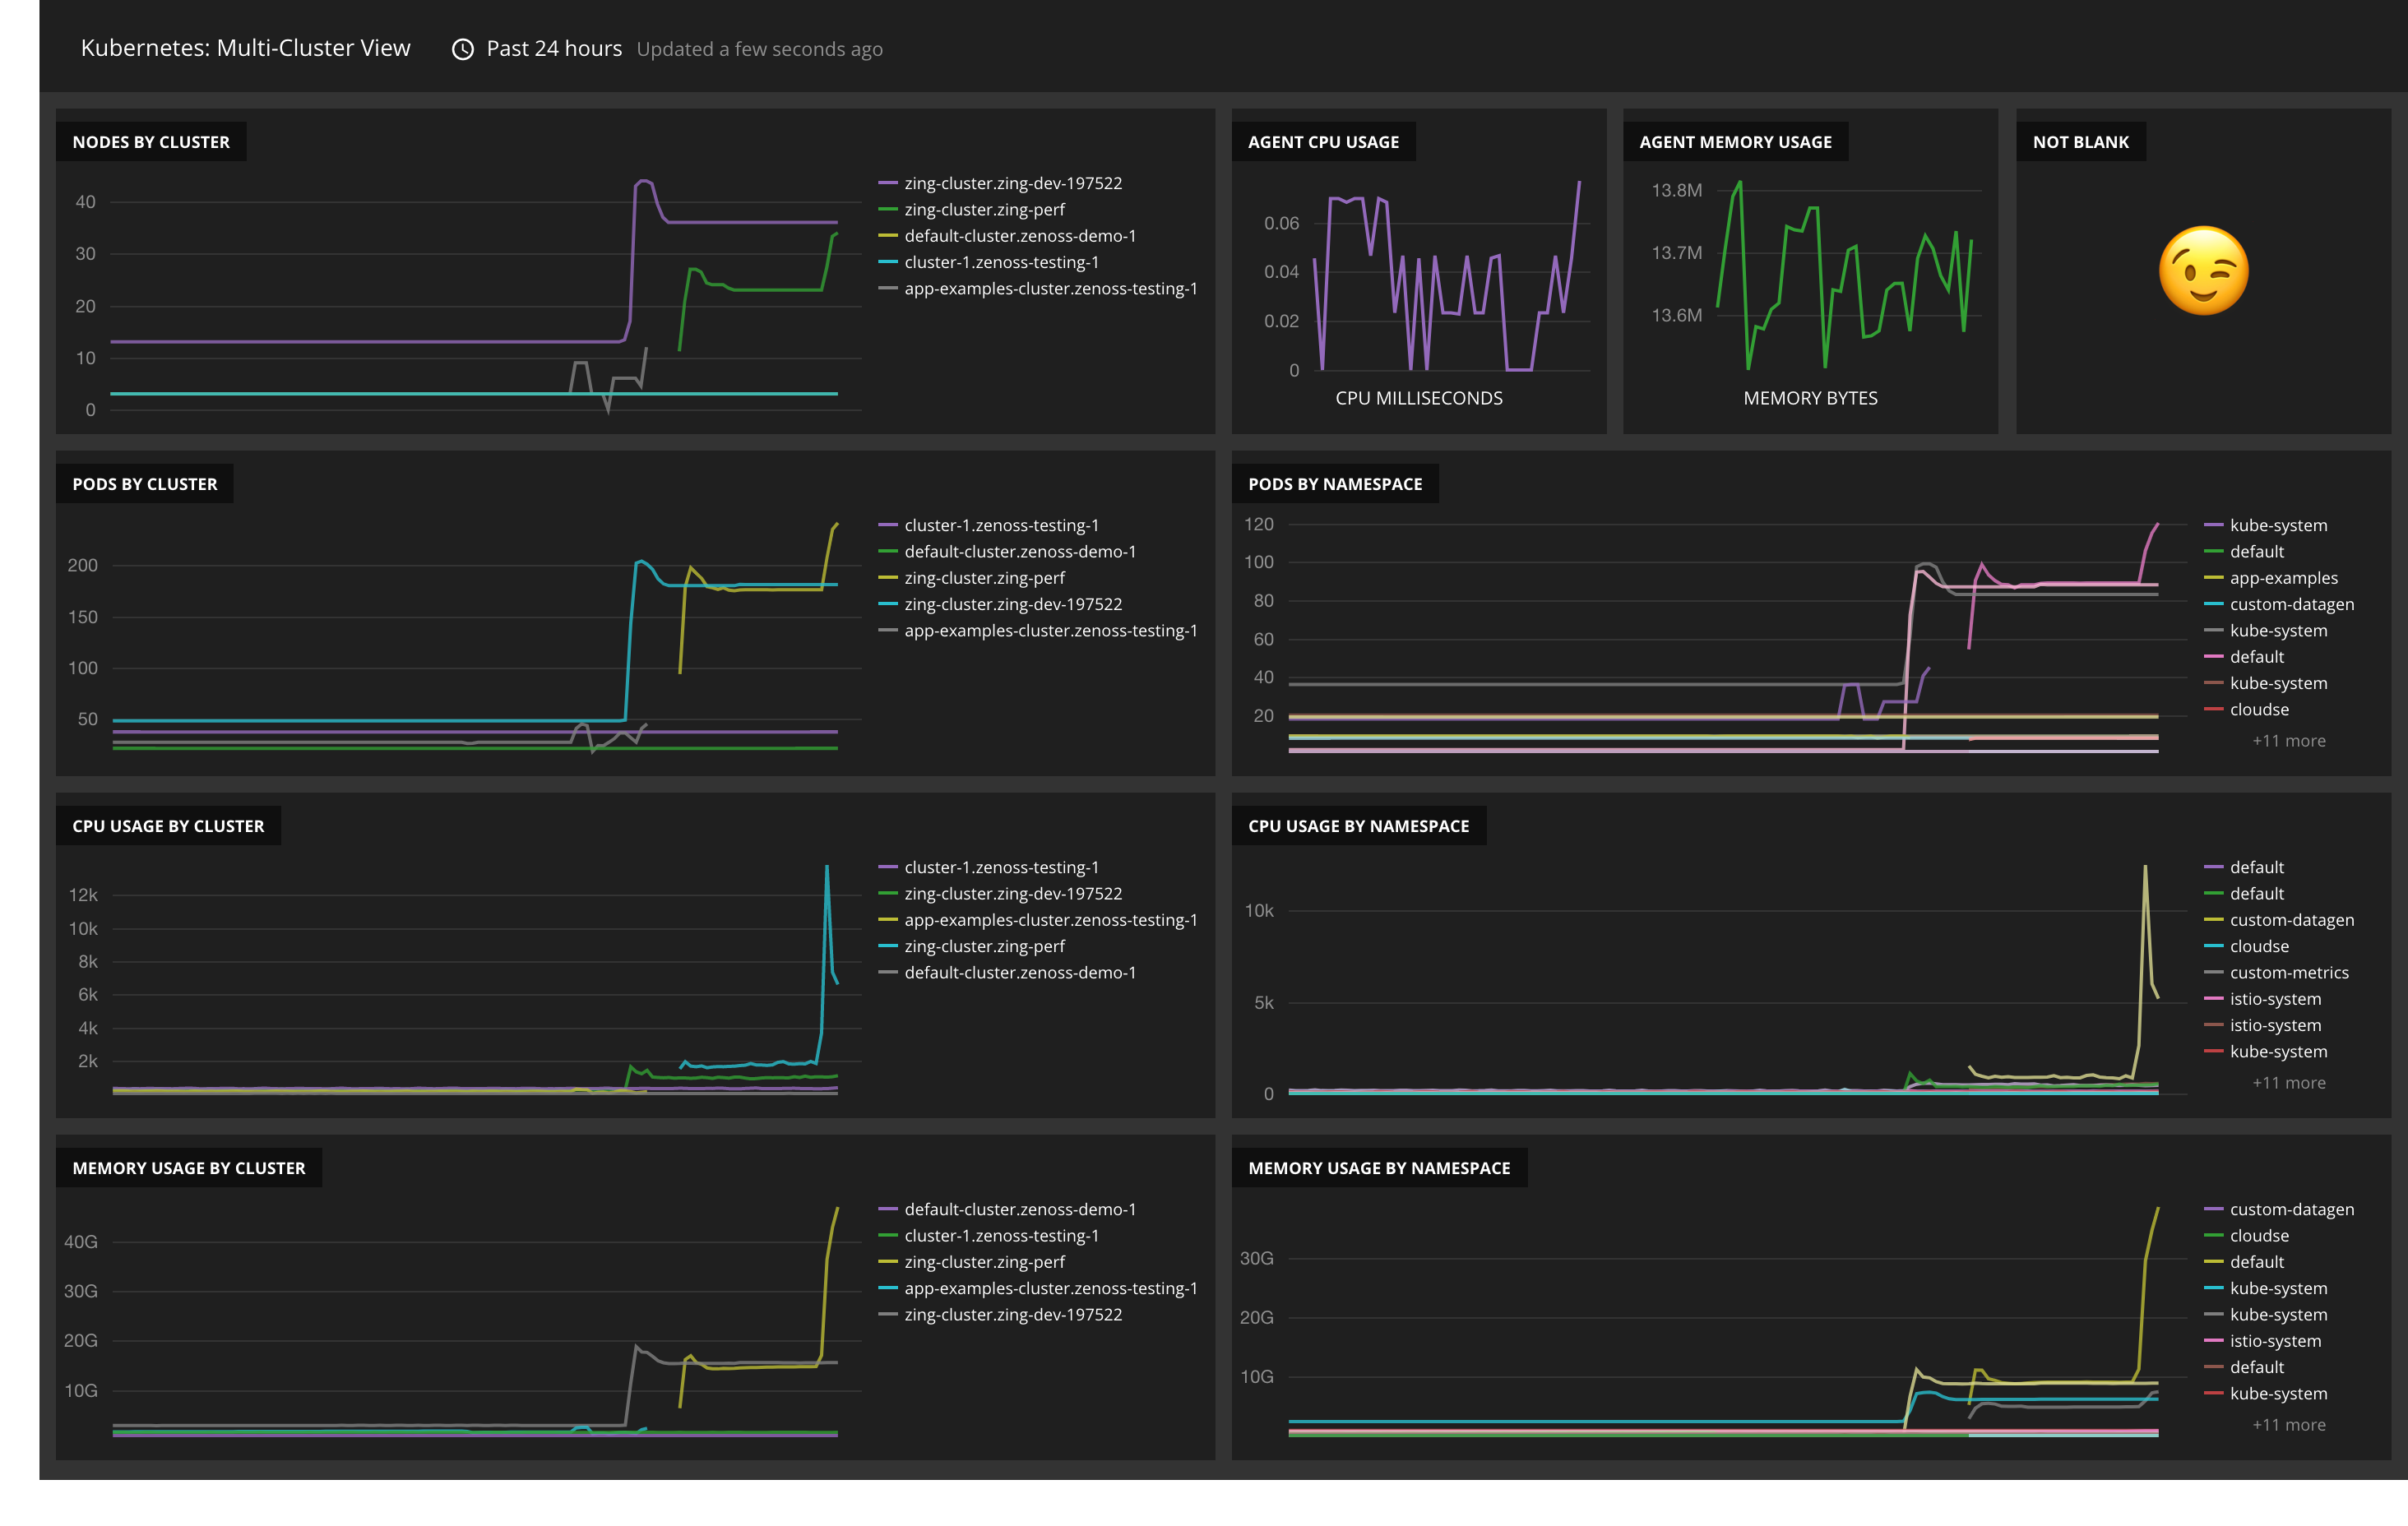 Kubernetes: Multi-Cluster View Past 24 hours Updated a few seconds ago
NODES BY CLUSTER
40
30
20
10
0
zing-cluster.zing-dev-197522
zing-cluster.zing-perf
default-cluster.zenoss-demo-1
cluster-1.zenoss-testing-1
app-examples-cluster.zenoss-testing-1
AGENT CPU USAGE
0.06
0.04
0.02
0
CPU MILLISECONDS
AGENT MEMORY USAGE
13.8M
13.7M
13.6M
MEMORY BYTES
NOT BLANK
PODS BY CLUSTER
200
150
100
50
cluster-1.zenoss-testing-1
default-cluster.zenoss-demo-1
zing-cluster.zing-perf
zing-cluster.zing-dev-197522
app-examples-cluster.zenoss-testing-1
PODS BY NAMESPACE
120
100
80
60
40
20
kube-system
default
app-examples
custom-datagen
kube-system
default
kube-system
cloudse
+11 more
CPU USAGE BY CLUSTER
12k
10k
8k
6k
4k
2k
cluster-1.zenoss-testing-1
zing-cluster.zing-dev-197522
app-examples-cluster.zenoss-testing-1
zing-cluster.zing-perf
default-cluster.zenoss-demo-1
CPU USAGE BY NAMESPACE
10k
5k
0
default
default
custom-datagen
cloudse
custom-metrics
istio-system
istio-system
kube-system
+11 more
MEMORY USAGE BY CLUSTER
40G
30G
20G
10G
default-cluster.zenoss-demo-1
cluster-1.zenoss-testing-1
zing-cluster.zing-perf
app-examples-cluster.zenoss-testing-1
zing-cluster.zing-dev-197522
MEMORY USAGE BY NAMESPACE
30G
20G
10G
custom-datagen
cloudse
default
kube-system
kube-system
istio-system
default
kube-system
+11 more